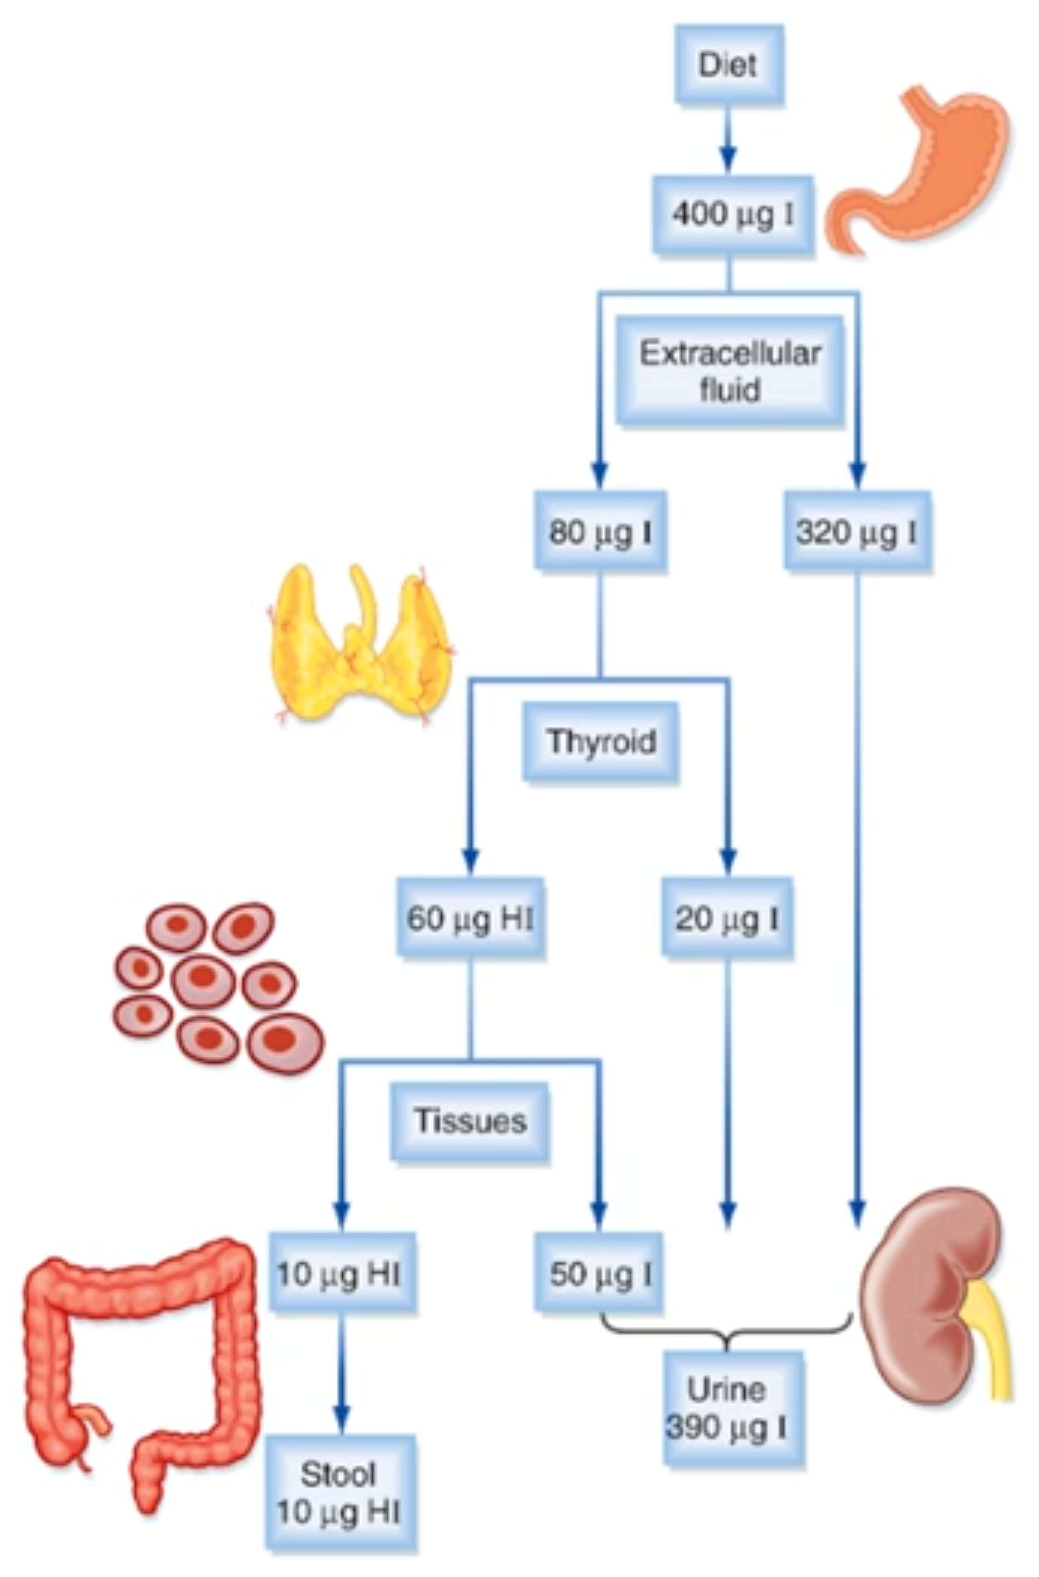 Diet
400 μg I
Extracellular
fluid
80 μg I
320 μg I
Thyroid
60 μg HI
20 μg I
Tissues
10 μg HI
50 μg I
Urine
390 μg I
Stool
10 μg HI